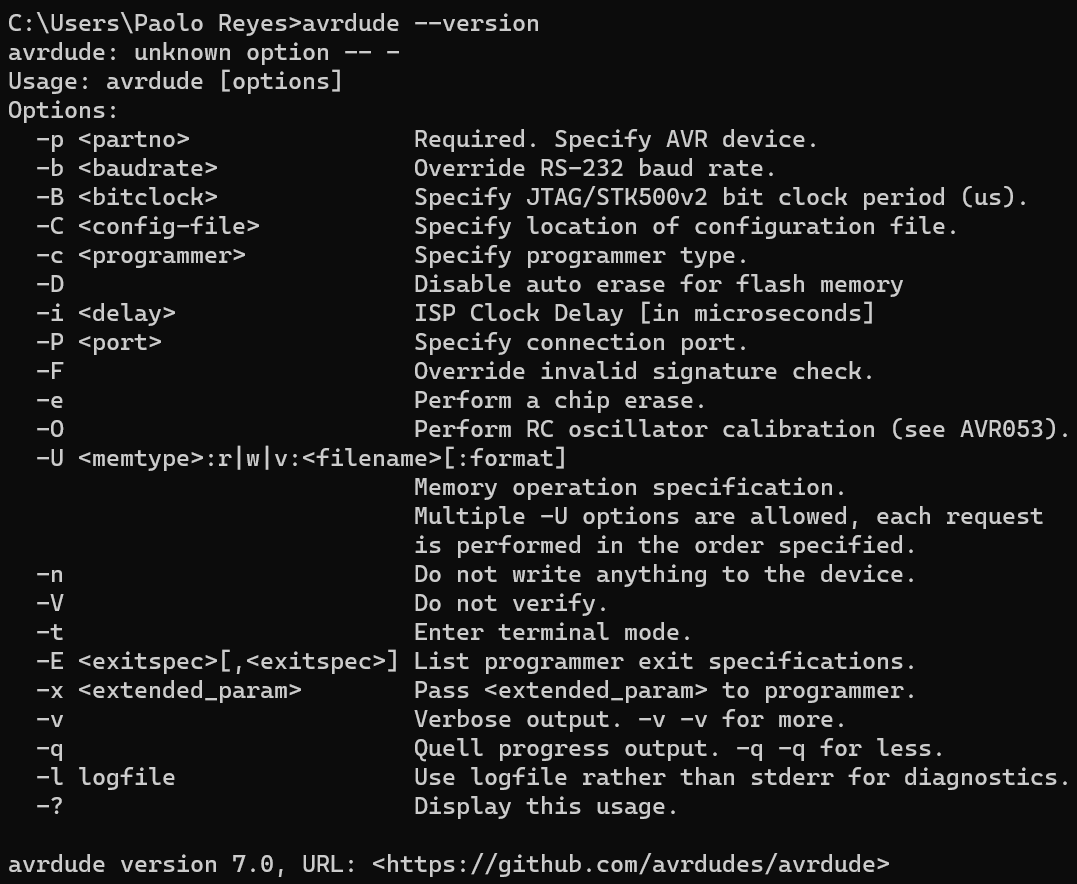 C:\Users\Paolo Reyes>avrdude --version
avrdude: unknown option -- -
Usage: avrdude [options]
Options:
  -p <partno>                Required. Specify AVR device.
  -b <baudrate>              Override RS-232 baud rate.
  -B <bitclock>              Specify JTAG/STK500v2 bit clock period (us).
  -C <config-file>           Specify location of configuration file.
  -c <programmer>            Specify programmer type.
  -D                         Disable auto erase for flash memory
  -i <delay>                 ISP Clock Delay [in microseconds]
  -P <port>                  Specify connection port.
  -F                         Override invalid signature check.
  -e                         Perform a chip erase.
  -O                         Perform RC oscillator calibration (see AVR053).
  -U <memtype>:r|w|v:<filename>[:format]
                             Memory operation specification.
                             Multiple -U options are allowed, each request
                             is performed in the order specified.
  -n                         Do not write anything to the device.
  -V                         Do not verify.
  -t                         Enter terminal mode.
  -E <exitspec>[,<exitspec>] List programmer exit specifications.
  -x <extended_param>        Pass <extended_param> to programmer.
  -v                         Verbose output. -v -v for more.
  -q                         Quell progress output. -q -q for less.
  -l logfile                 Use logfile rather than stderr for diagnostics.
  -?                         Display this usage.

avrdude version 7.0, URL: <https://github.com/avrdudes/avrdude>